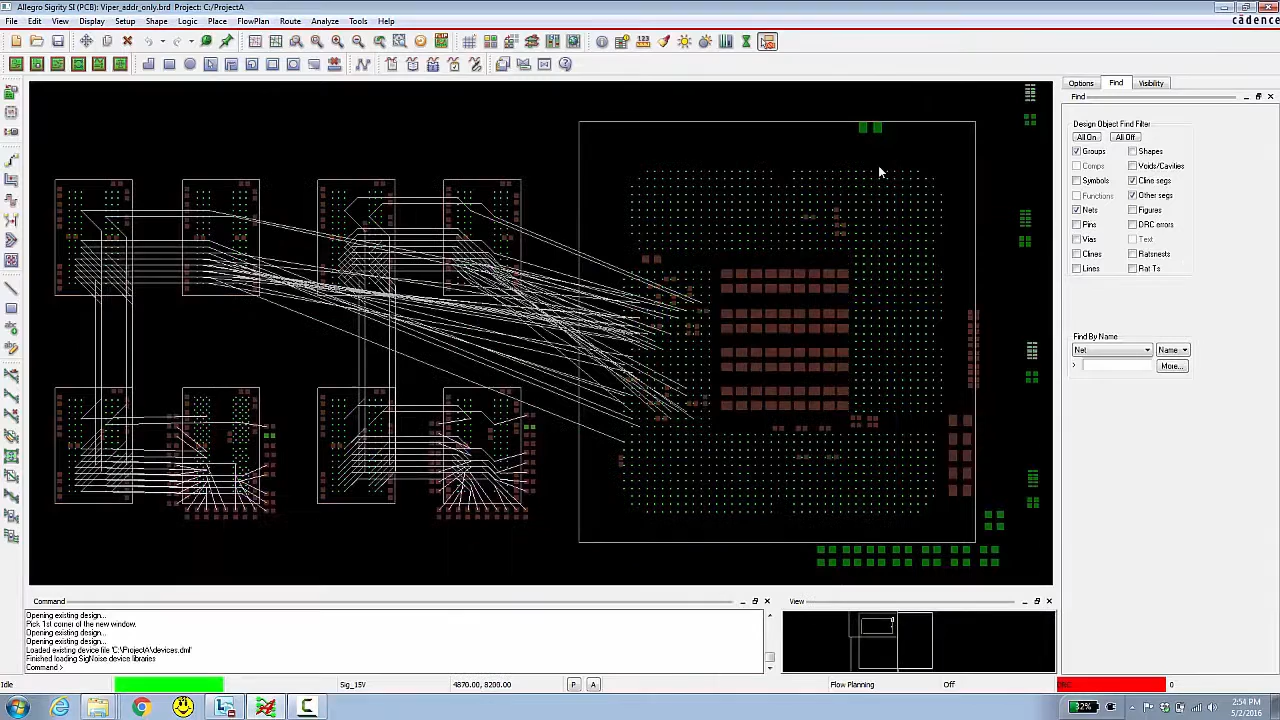 Allegro Sigrity SI (PCB): Viper_addr_only.brd Project: C:/ProjectA
File Edit View Display Setup Shape Logic Place FlowPlan Route Analyze Tools Help
cādence
Options Find Visibility
Find
Design Object Find Filter
All On All Off
Groups Shapes
Comps Voids/Cavities
Symbols Cline segs
Functions Other segs
Nets Figures
Pins DRC errors
Vias Text
Clines Ratsnests
Lines Rat Ts
Find By Name
Net Name
> More...
Command
View
Opening existing design...
Pick 1st corner of the new window.
Opening existing design...
Opening existing design...
Loaded existing device file 'C:\ProjectA\devices.dml'
Finished loading SigNoise device libraries
Command >
Idle Sig_15V 4870.00, 8200.00 P A Flow Planning Off DRC 0
32% 2:54 PM
5/2/2016